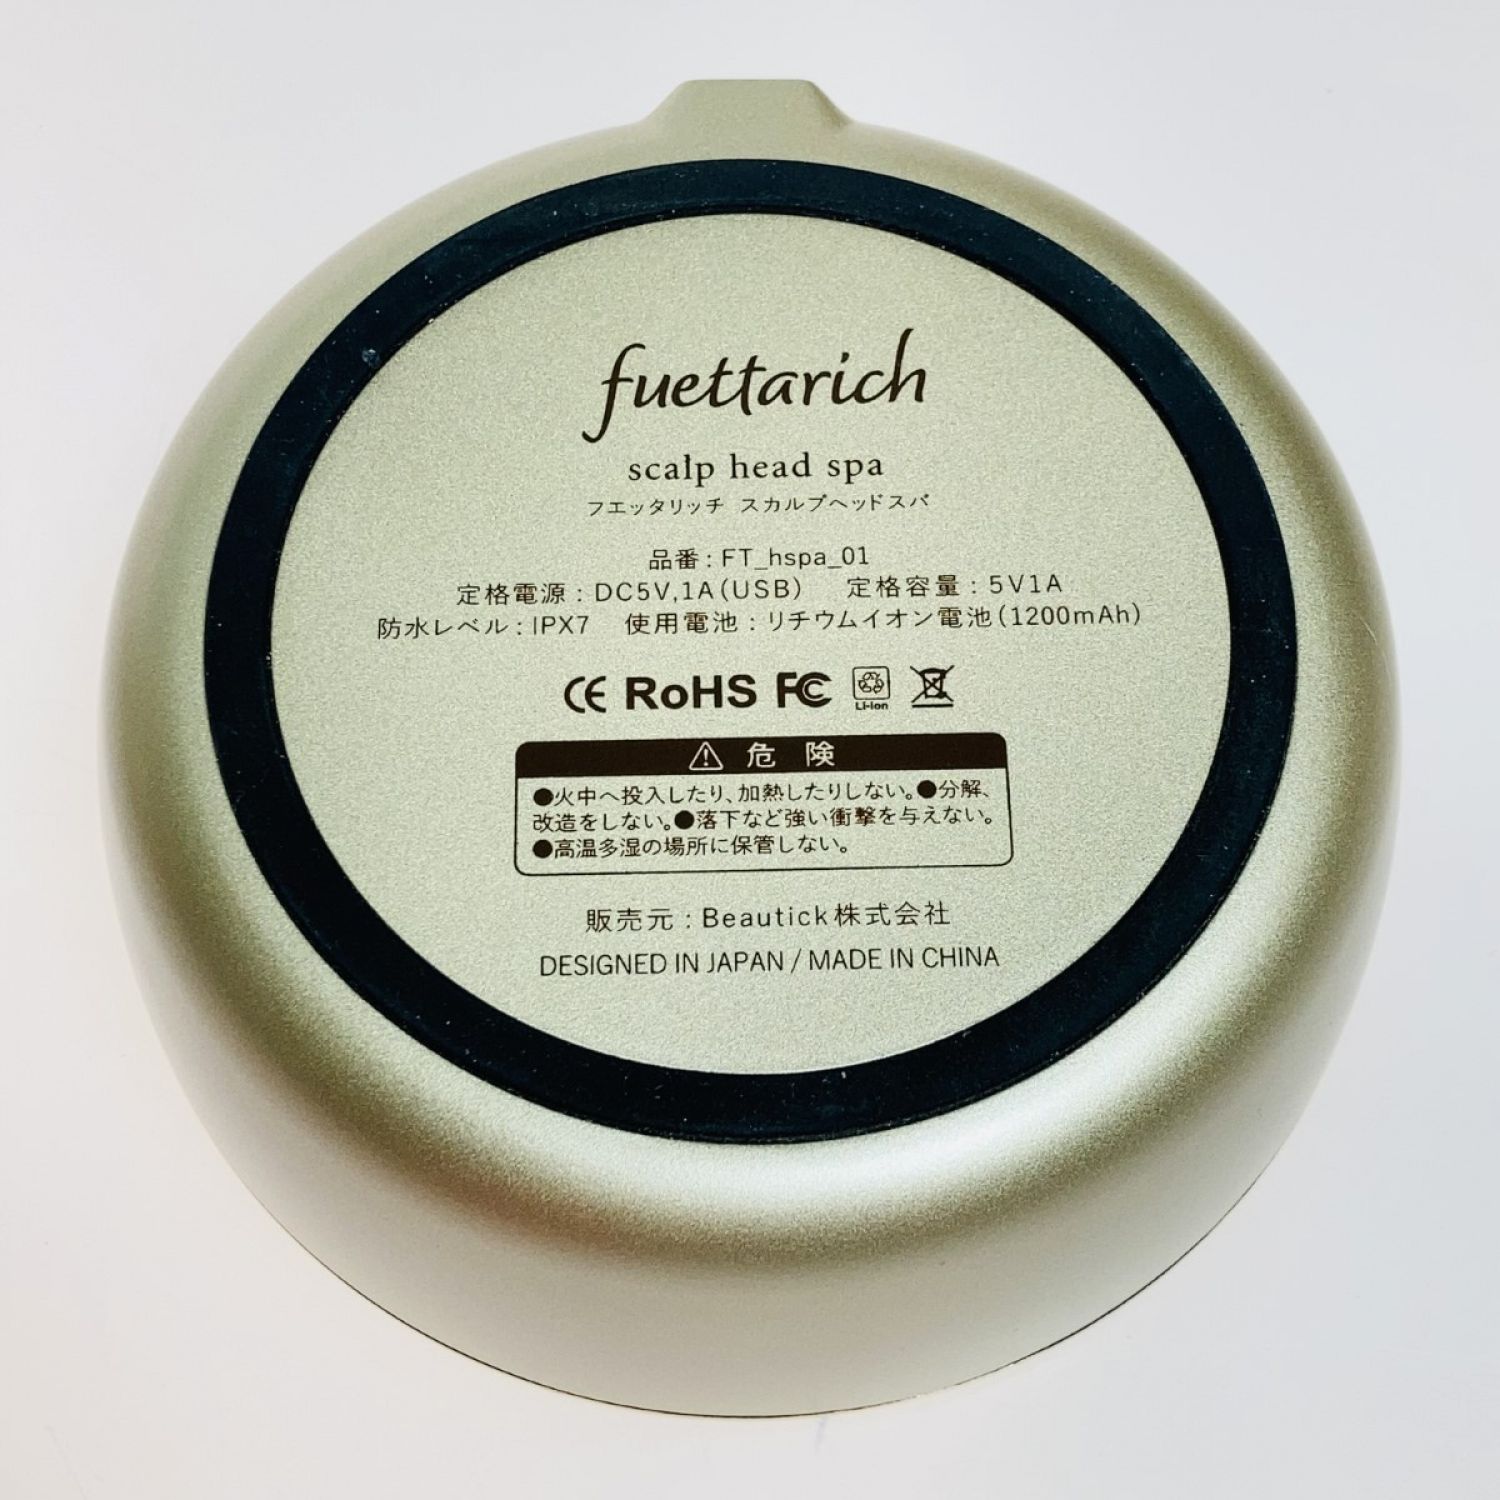 fuettarich
scalp head spa
フエッタリッチ スカルプヘッドスパ
品番：FT_hspa_01
定格電源：DC5V,1A(USB) 定格容量：5V1A
防水レベル：IPX7 使用電池：リチウムイオン電池(1200mAh)
CE RoHS FC Li-ion
⚠ 危険
●火中へ投入したり、加熱したりしない。●分解、
改造をしない。●落下など強い衝撃を与えない。
●高温多湿の場所に保管しない。
販売元：Beautick株式会社
DESIGNED IN JAPAN / MADE IN CHINA